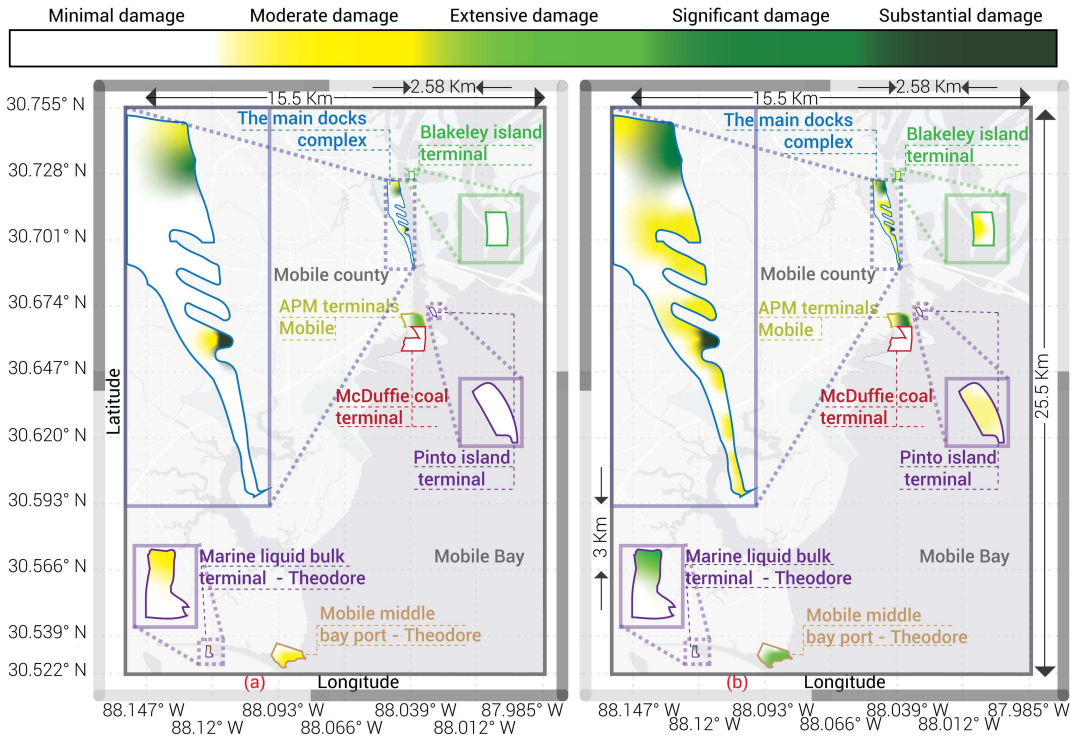 Minimal damage Moderate damage Extensive damage Significant damage Substantial damage
15.5 Km 2.58 Km
30.755° N
30.728° N
30.701° N
30.674° N
30.647° N
30.620° N
30.593° N
30.566° N
30.539° N
30.522° N
Latitude
The main docks
complex
Blakeley island
terminal
Mobile county
APM terminals
Mobile
McDuffie coal
terminal
Pinto island
terminal
Marine liquid bulk
terminal - Theodore
Mobile Bay
Mobile middle
bay port - Theodore
(a) Longitude
88.147° W 88.093° W 88.039° W 87.985° W
88.12° W 88.066° W 88.012° W
15.5 Km 2.58 Km
The main docks
complex
Blakeley island
terminal
Mobile county
APM terminals
Mobile
25.5 Km
McDuffie coal
terminal
Pinto island
terminal
3 Km
Marine liquid bulk
terminal - Theodore
Mobile Bay
Mobile middle
bay port - Theodore
(b) Longitude
88.147° W 88.093° W 88.039° W 87.985° W
88.12° W 88.066° W 88.012° W